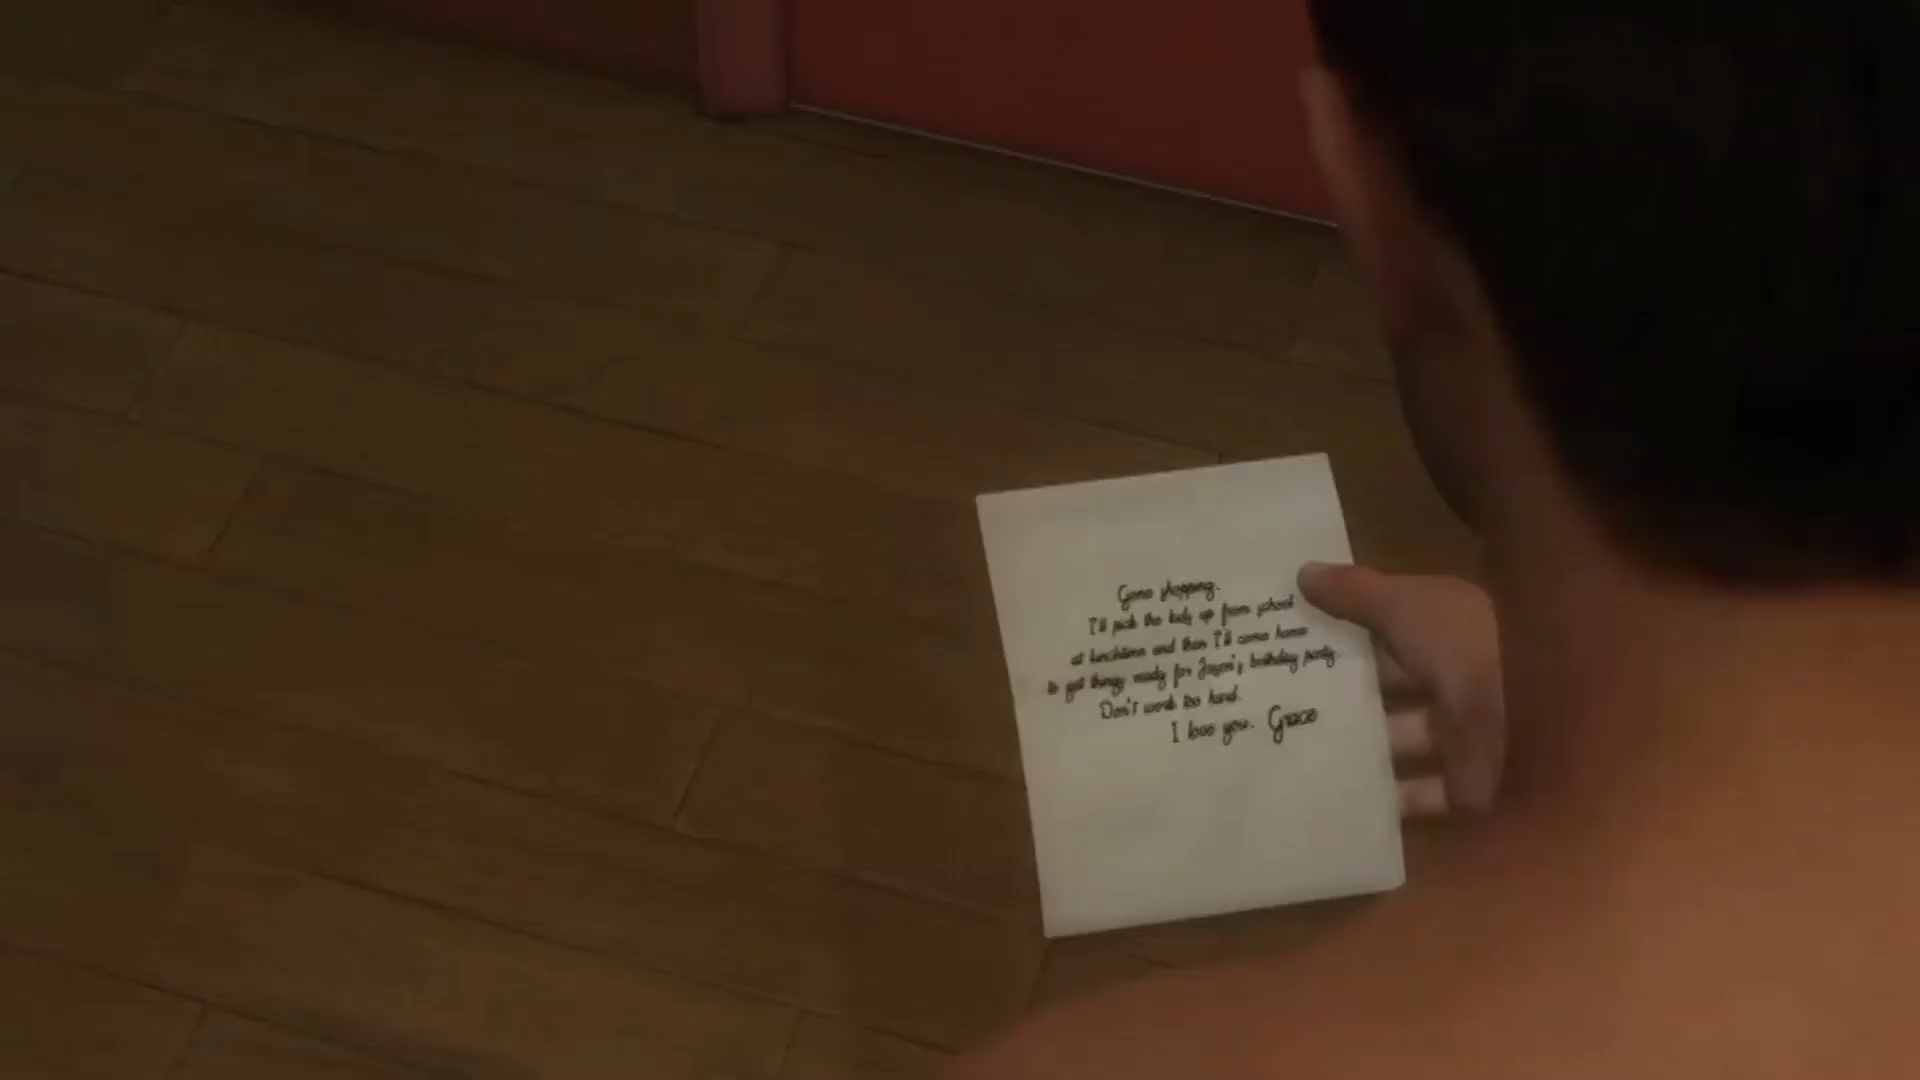 Gone shopping.
I'll pick the kids up from school
at lunchtime and then I'll come home
to get things ready for Jason's birthday party.
Don't work too hard.
I love you. Grace